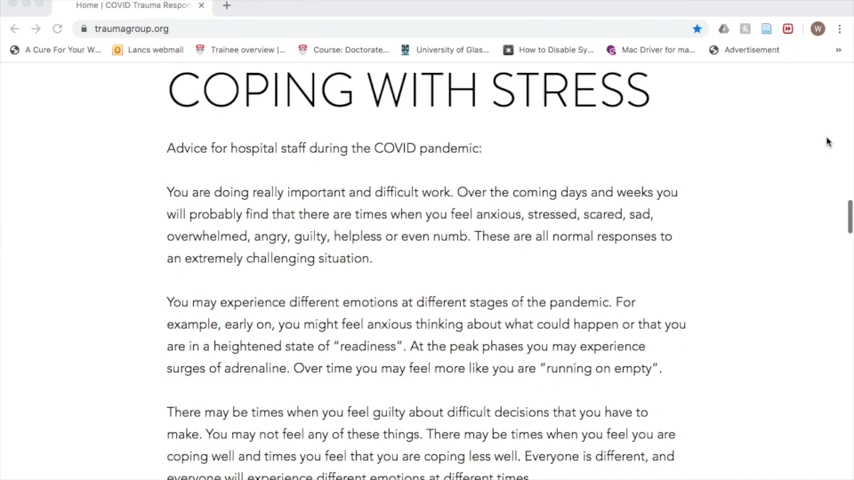 Home | COVID Trauma Respon
traumagroup.org
W
A Cure For Your W...
Lancs webmail
Trainee overview |...
Course: Doctorate...
University of Glas...
How to Disable Sy...
Mac Driver for ma...
Advertisement
COPING WITH STRESS
Advice for hospital staff during the COVID pandemic:
You are doing really important and difficult work. Over the coming days and weeks you
will probably find that there are times when you feel anxious, stressed, scared, sad,
overwhelmed, angry, guilty, helpless or even numb. These are all normal responses to
an extremely challenging situation.
You may experience different emotions at different stages of the pandemic. For
example, early on, you might feel anxious thinking about what could happen or that you
are in a heightened state of “readiness”. At the peak phases you may experience
surges of adrenaline. Over time you may feel more like you are “running on empty”.
There may be times when you feel guilty about difficult decisions that you have to
make. You may not feel any of these things. There may be times when you feel you are
coping well and times you feel that you are coping less well. Everyone is different, and
everyone will experience different emotions at different times.